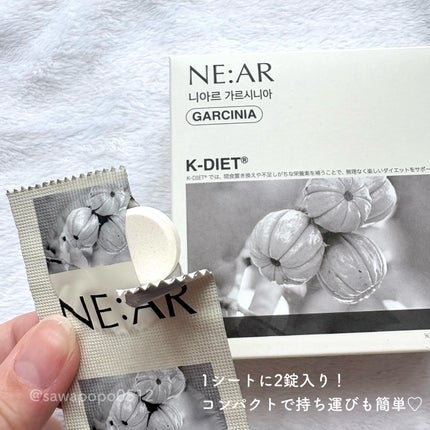 NE:AR
니아르 가르시니아
GARCINIA
K-DIET®
K-DIET® では、間食置き換えや不足しがちな栄養素を補うことで、無理なく楽しいダイエットをサポー
NE:AR
1シートに2錠入り！
コンパクトで持ち運びも簡単♡
@sawapopo0312